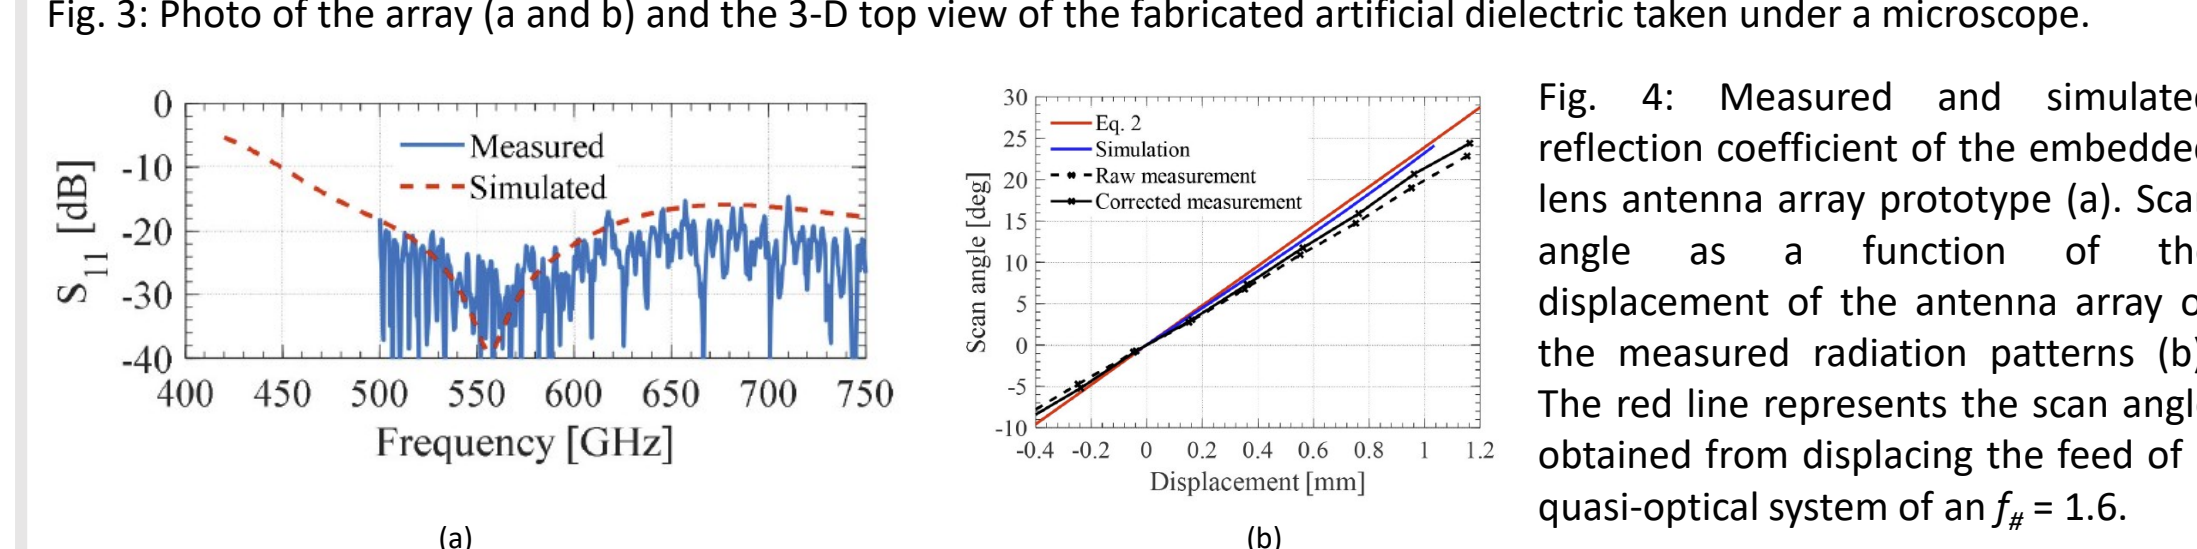 Fig. 3: Photo of the array (a and b) and the 3-D top view of the fabricated artificial dielectric taken under a microscope.
0
-10
-20
-30
-40
S11 [dB]
Measured
Simulated
400 450 500 550 600 650 700 750
Frequency [GHz]
(a)
30
25
20
15
10
5
0
-5
-10
Scan angle [deg]
Eq. 2
Simulation
Raw measurement
Corrected measurement
-0.4 -0.2 0 0.2 0.4 0.6 0.8 1 1.2
Displacement [mm]
(b)
Fig. 4: Measured and
reflection coefficient of the
lens antenna array prototype (a).
angle as a function of
displacement of the antenna array
the measured radiation patterns (b)
The red line represents the scan
obtained from displacing the feed of
quasi-optical system of an f# = 1.6.